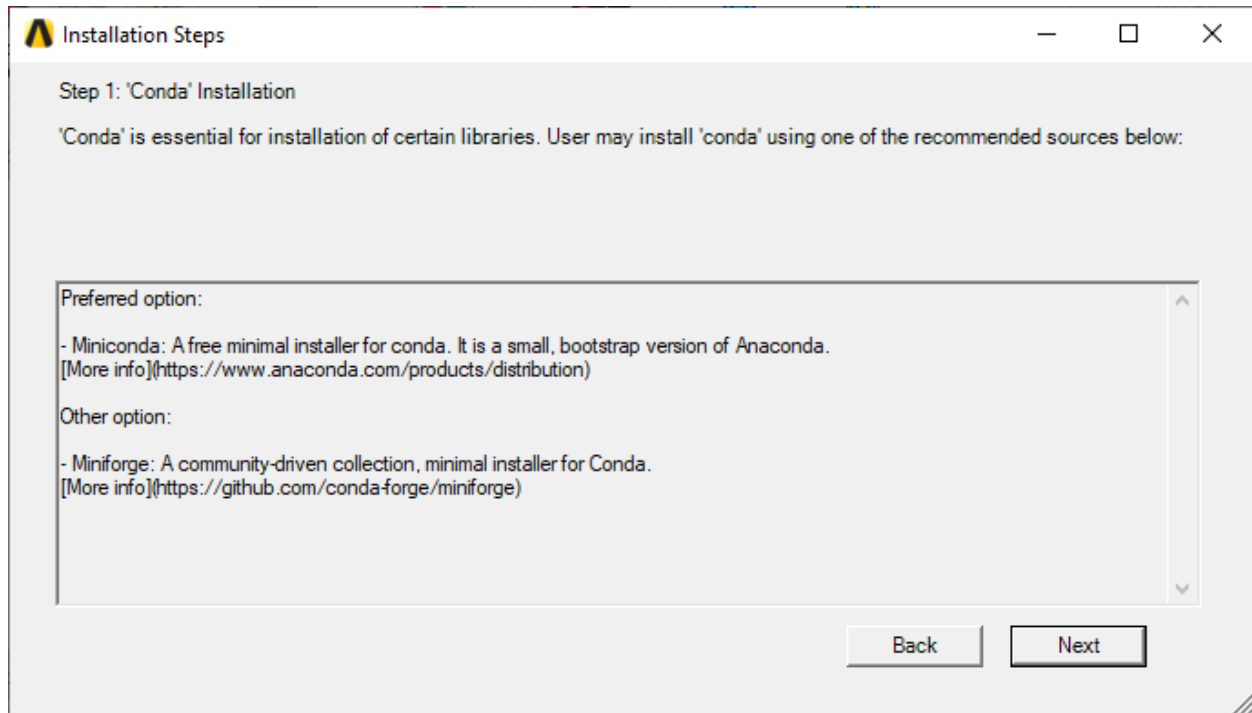 Installation Steps
Step 1: 'Conda' Installation
'Conda' is essential for installation of certain libraries. User may install 'conda' using one of the recommended sources below:
Preferred option:
- Miniconda: A free minimal installer for conda. It is a small, bootstrap version of Anaconda.
[More info](https://www.anaconda.com/products/distribution)
Other option:
- Miniforge: A community-driven collection, minimal installer for Conda.
[More info](https://github.com/conda-forge/miniforge)
Back Next